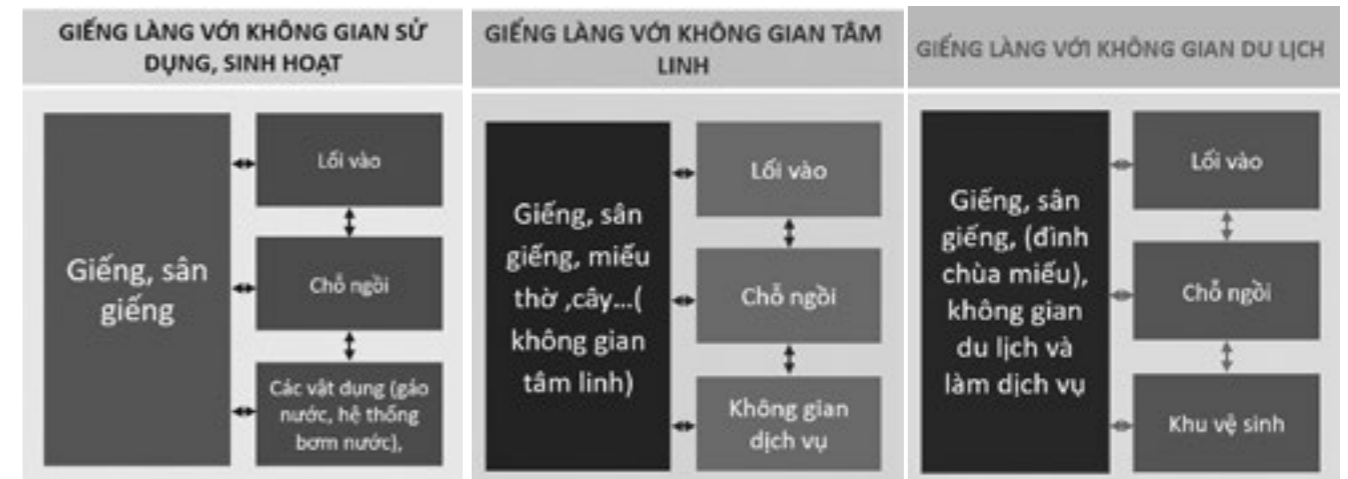 GIẾNG LÀNG VỚI KHÔNG GIAN SỬ
DỤNG, SINH HOẠT
Giếng, sân
giếng
Lối vào
Chỗ ngồi
Các vật dụng (gáo
nước, hệ thống
bơm nước),
GIẾNG LÀNG VỚI KHÔNG GIAN TÂM
LINH
Giếng, sân
giếng, miếu
thờ ,cây...(
không gian
tâm linh)
Lối vào
Chỗ ngồi
Không gian
dịch vụ
GIẾNG LÀNG VỚI KHÔNG GIAN DU LỊCH
Giếng, sân
giếng, (đình
chùa miếu),
không gian
du lịch và
làm dịch vụ
Lối vào
Chỗ ngồi
Khu vệ sinh